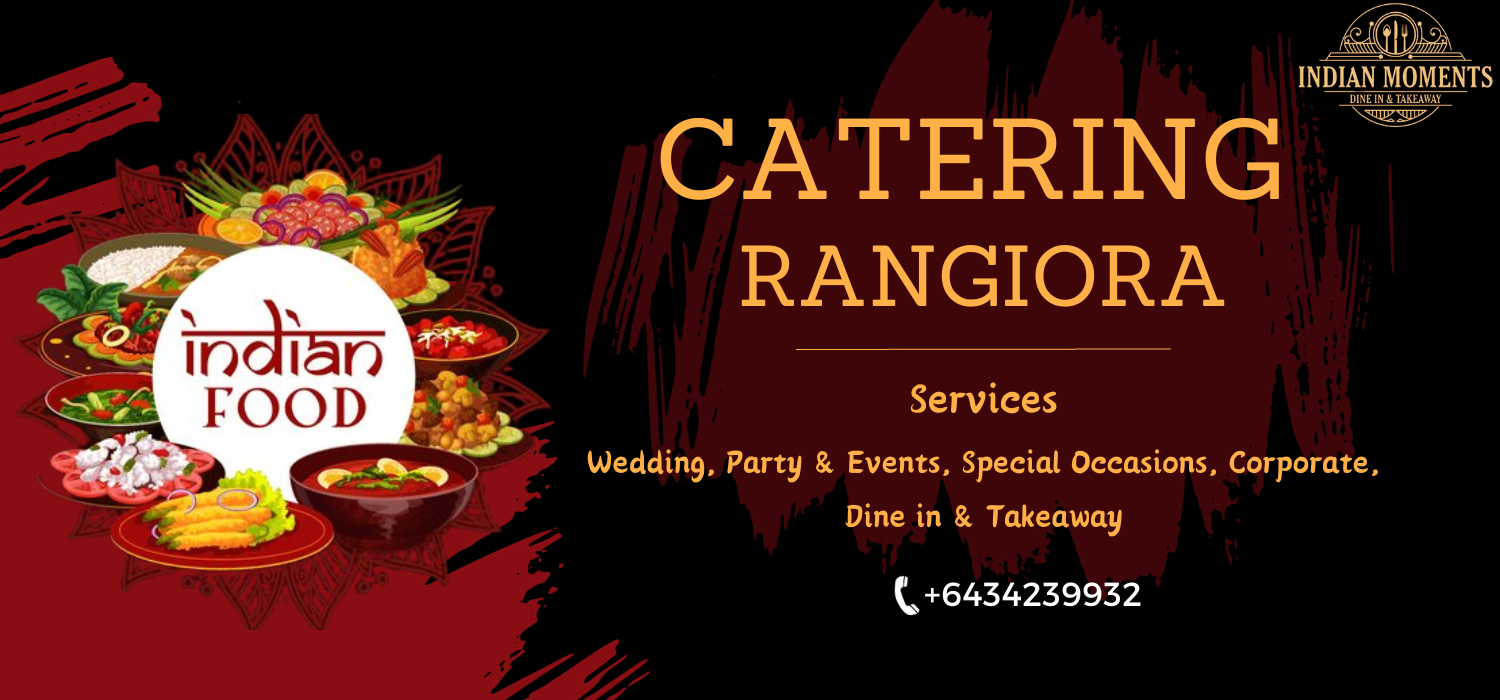 INDIAN MOMENTS
DINE IN & TAKEAWAY
CATERING
RANGIORA
indian
FOOD
Services
Wedding, Party & Events, Special Occasions, Corporate,
Dine in & Takeaway
+6434239932